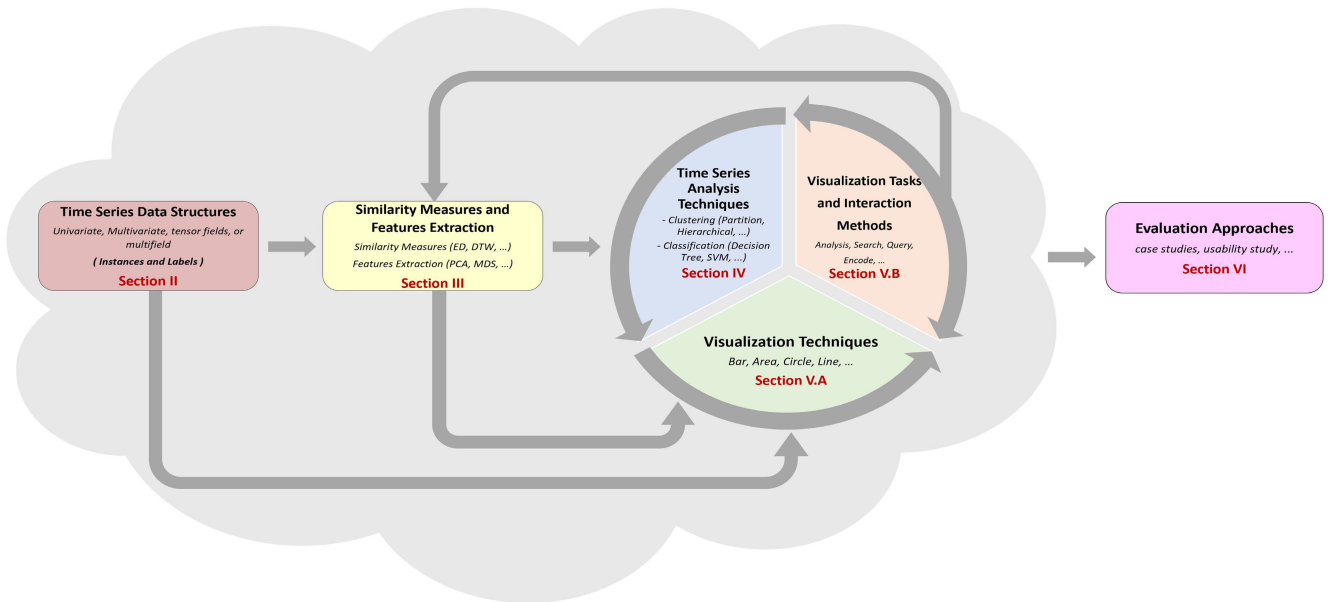 Time Series Data Structures
Univariate, Multivariate, tensor fields, or
multifield
( Instances and Labels )
Section II
Similarity Measures and
Features Extraction
Similarity Measures (ED, DTW, ...)
Features Extraction (PCA, MDS, ...)
Section III
Time Series
Analysis
Techniques
- Clustering (Partition,
Hierarchical, ...)
- Classification (Decision
Tree, SVM, ...)
Section IV
Visualization Tasks
and Interaction
Methods
Analysis, Search, Query,
Encode, ...
Section V.B
Visualization Techniques
Bar, Area, Circle, Line, ...
Section V.A
Evaluation Approaches
case studies, usability study, ...
Section VI